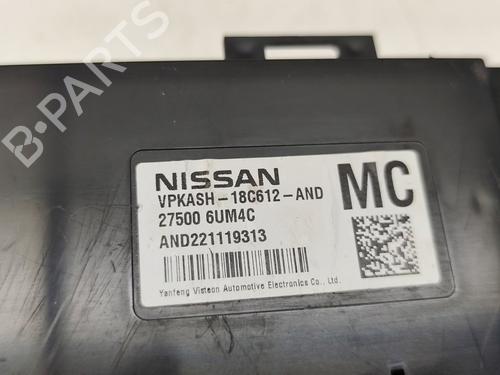 B-PARTS
NISSAN
MC
VPKASH-18C612-AND
27500 6UM4C
AND221119313
Yanfeng Visteon Automotive Electronics Co., Ltd.